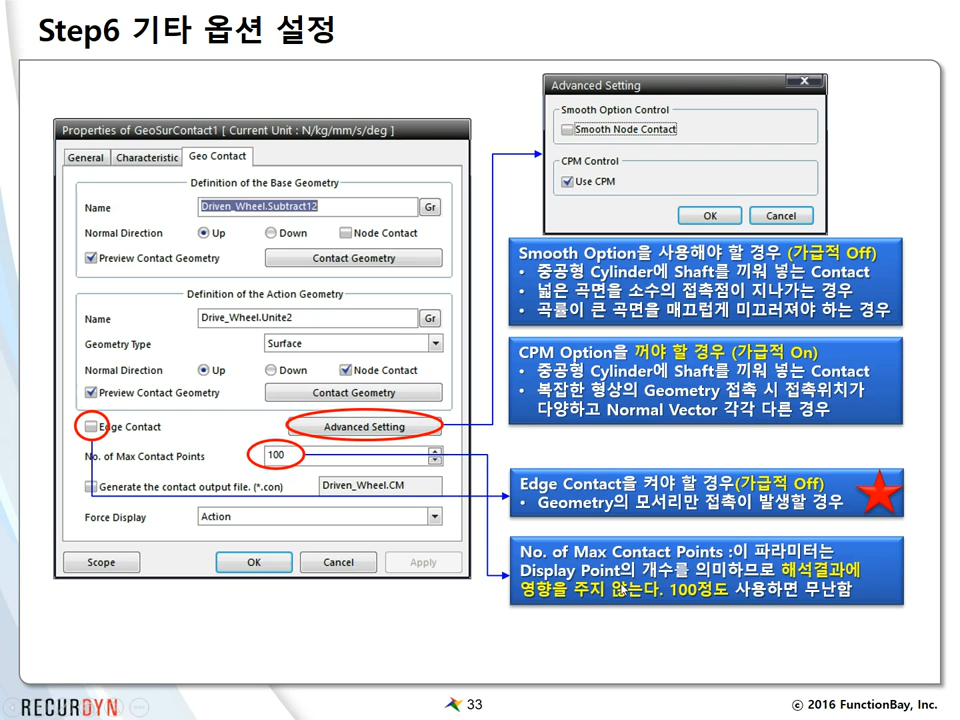 Step6 기타 옵션 설정
Properties of GeoSurContact1 [ Current Unit : N/kg/mm/s/deg ]
General
Characteristic
Geo Contact
Definition of the Base Geometry
Name
Driven_Wheel.Subtract12
Gr
Normal Direction
Up
Down
Node Contact
Preview Contact Geometry
Contact Geometry
Definition of the Action Geometry
Name
Drive_Wheel.Unite2
Gr
Geometry Type
Surface
Normal Direction
Up
Down
Node Contact
Preview Contact Geometry
Contact Geometry
Edge Contact
Advanced Setting
No. of Max Contact Points
100
Generate the contact output file. (*.con)
Driven_Wheel.CM
Force Display
Action
Scope
OK
Cancel
Apply
Advanced Setting
X
Smooth Option Control
Smooth Node Contact
CPM Control
Use CPM
OK
Cancel
Smooth Option을 사용해야 할 경우 (가급적 Off)
• 중공형 Cylinder에 Shaft를 끼워 넣는 Contact
• 넓은 곡면을 소수의 접촉점이 지나가는 경우
• 곡률이 큰 곡면을 매끄럽게 미끄러져야 하는 경우
CPM Option을 꺼야 할 경우 (가급적 On)
• 중공형 Cylinder에 Shaft를 끼워 넣는 Contact
• 복잡한 형상의 Geometry 접촉 시 접촉위치가
다양하고 Normal Vector 각각 다른 경우
Edge Contact을 켜야 할 경우(가급적 Off)
• Geometry의 모서리만 접촉이 발생할 경우
No. of Max Contact Points :이 파라미터는
Display Point의 개수를 의미하므로 해석결과에
영향을 주지 않는다. 100정도 사용하면 무난함
RECURDYN
33
© 2016 FunctionBay, Inc.